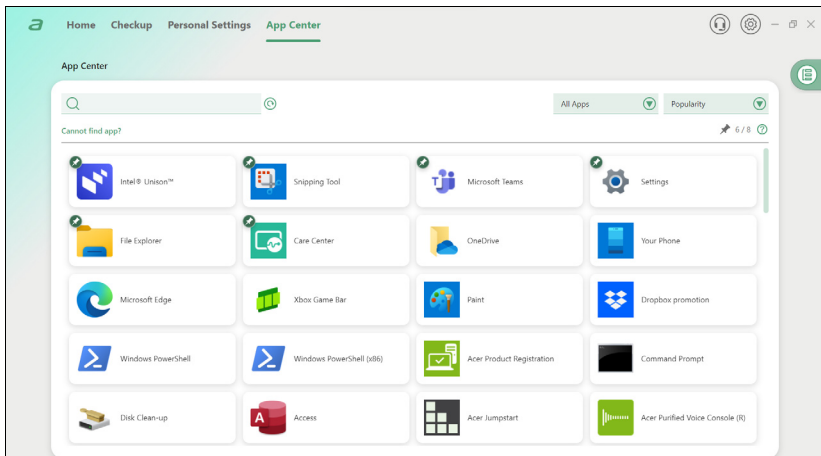 a Home Checkup Personal Settings App Center
App Center
All Apps Popularity
Cannot find app? 6 / 8 ?
Intel® Unison™ Snipping Tool Microsoft Teams Settings
File Explorer Care Center OneDrive Your Phone
Microsoft Edge Xbox Game Bar Paint Dropbox promotion
Windows PowerShell Windows PowerShell (x86) Acer Product Registration Command Prompt
Disk Clean-up A Access Acer Jumpstart Acer Purified Voice Console (R)